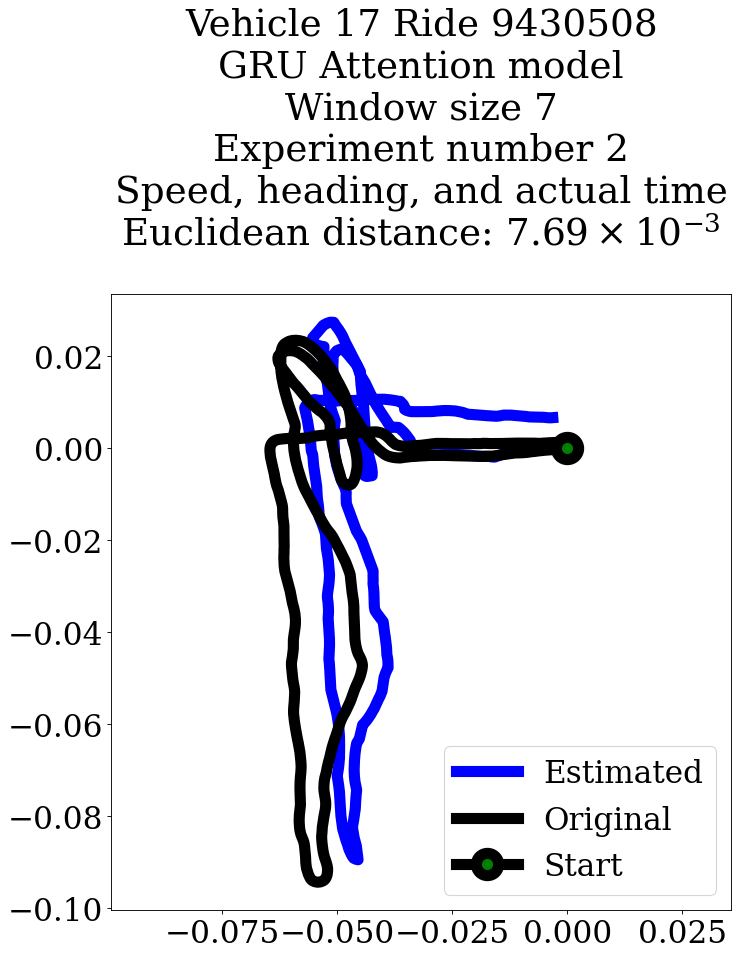 Vehicle 17 Ride 9430508
GRU Attention model
Window size 7
Experiment number 2
Speed, heading, and actual time
Euclidean distance: 7.69 × 10⁻³
0.02
0.00
−0.02
−0.04
−0.06
−0.08
−0.10
Estimated
Original
Start
−0.075 −0.050 −0.025 0.000 0.025